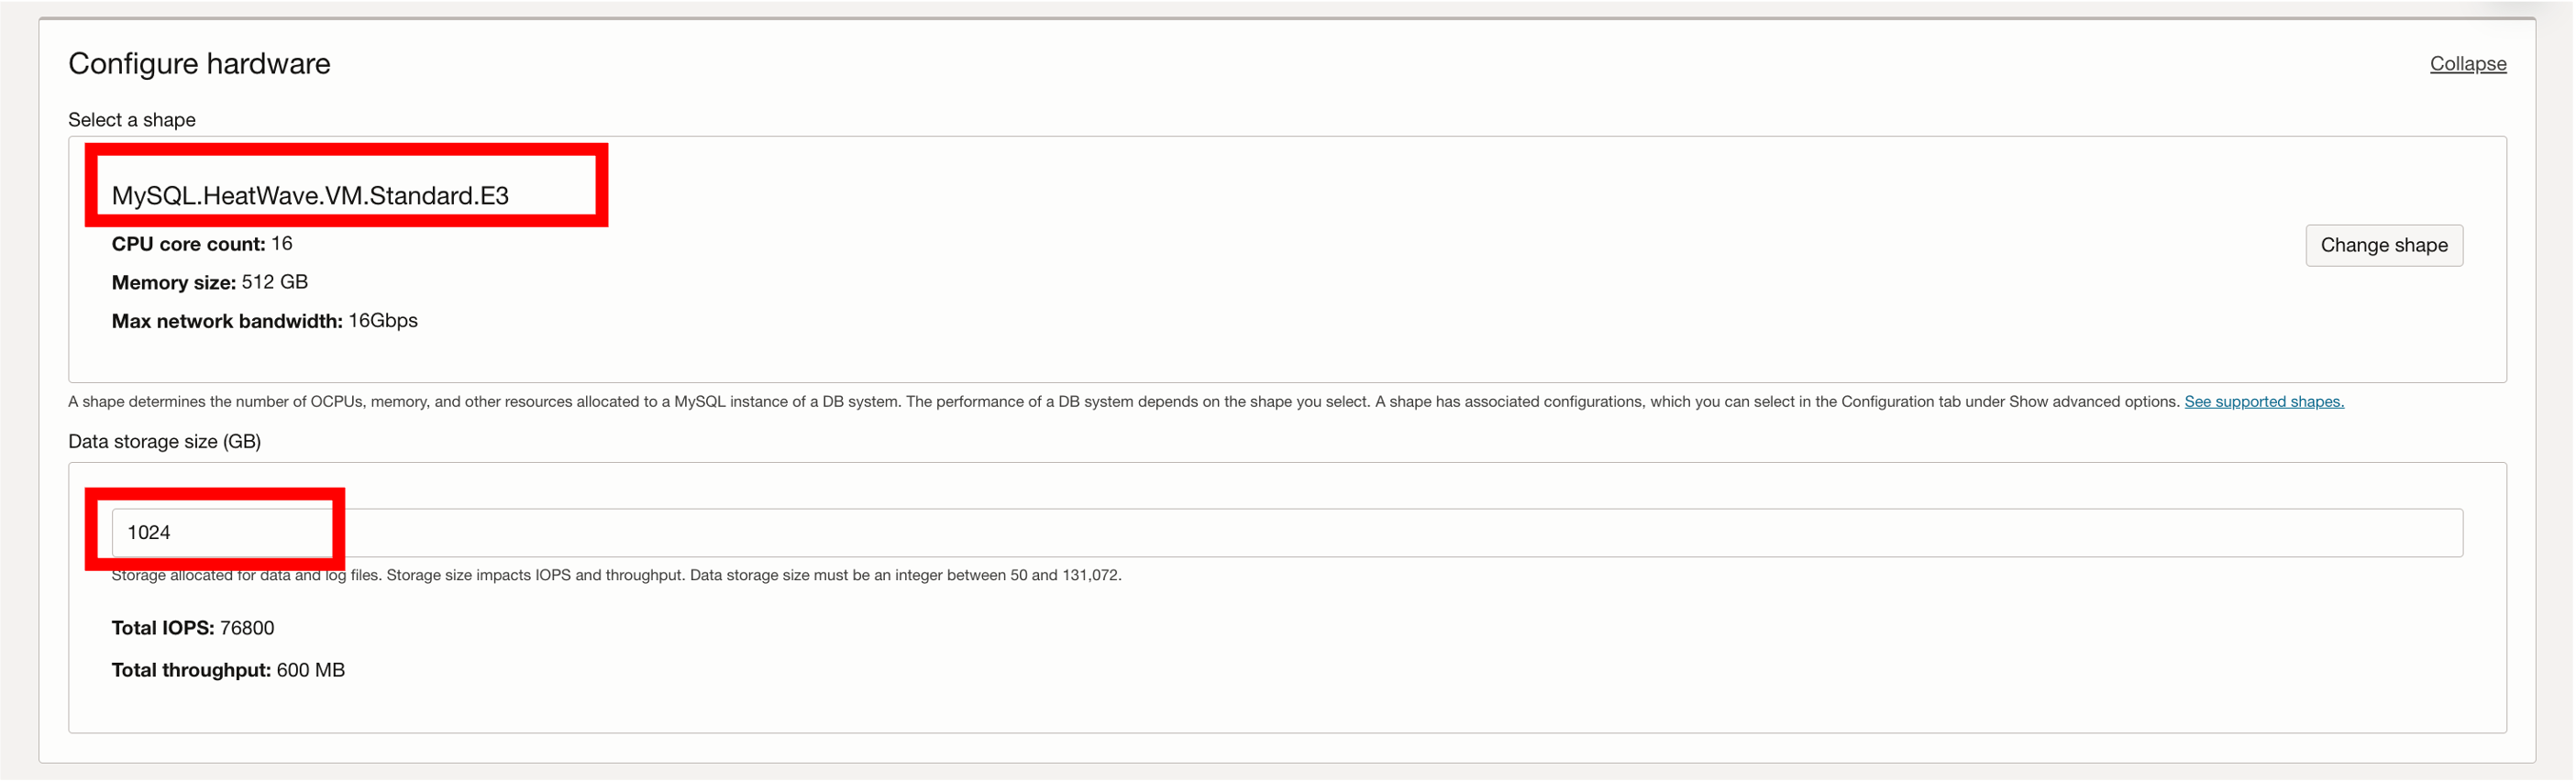 Configure hardware
Collapse
Select a shape
MySQL.HeatWave.VM.Standard.E3
CPU core count: 16
Change shape
Memory size: 512 GB
Max network bandwidth: 16Gbps
A shape determines the number of OCPUs, memory, and other resources allocated to a MySQL instance of a DB system. The performance of a DB system depends on the shape you select. A shape has associated configurations, which you can select in the Configuration tab under Show advanced options. See supported shapes.
Data storage size (GB)
1024
Storage allocated for data and log files. Storage size impacts IOPS and throughput. Data storage size must be an integer between 50 and 131,072.
Total IOPS: 76800
Total throughput: 600 MB